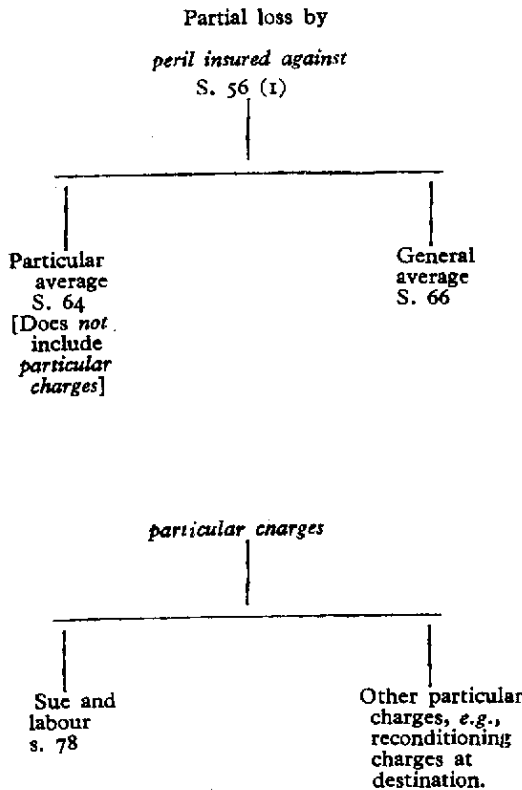 Partial loss by
peril insured against
S. 56 (1)
Particular
average
S. 64
[Does not
include
particular
charges]
General
average
S. 66
particular charges
Sue and
labour
s. 78
Other particular
charges, e.g.,
reconditioning
charges at
destination.